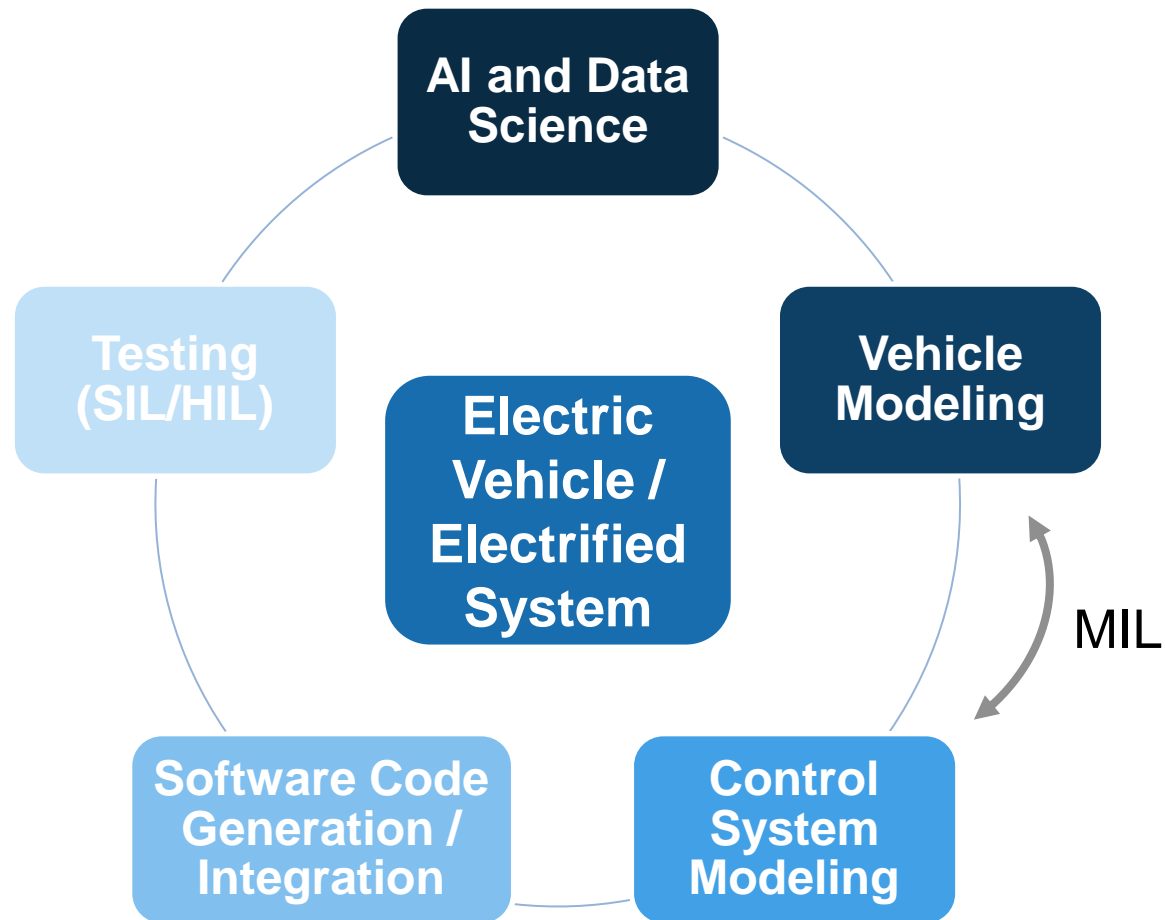 AI and Data
Science
Testing
(SIL/HIL)
Vehicle
Modeling
Electric
Vehicle /
Electrified
System
MIL
Software Code
Generation /
Integration
Control
System
Modeling